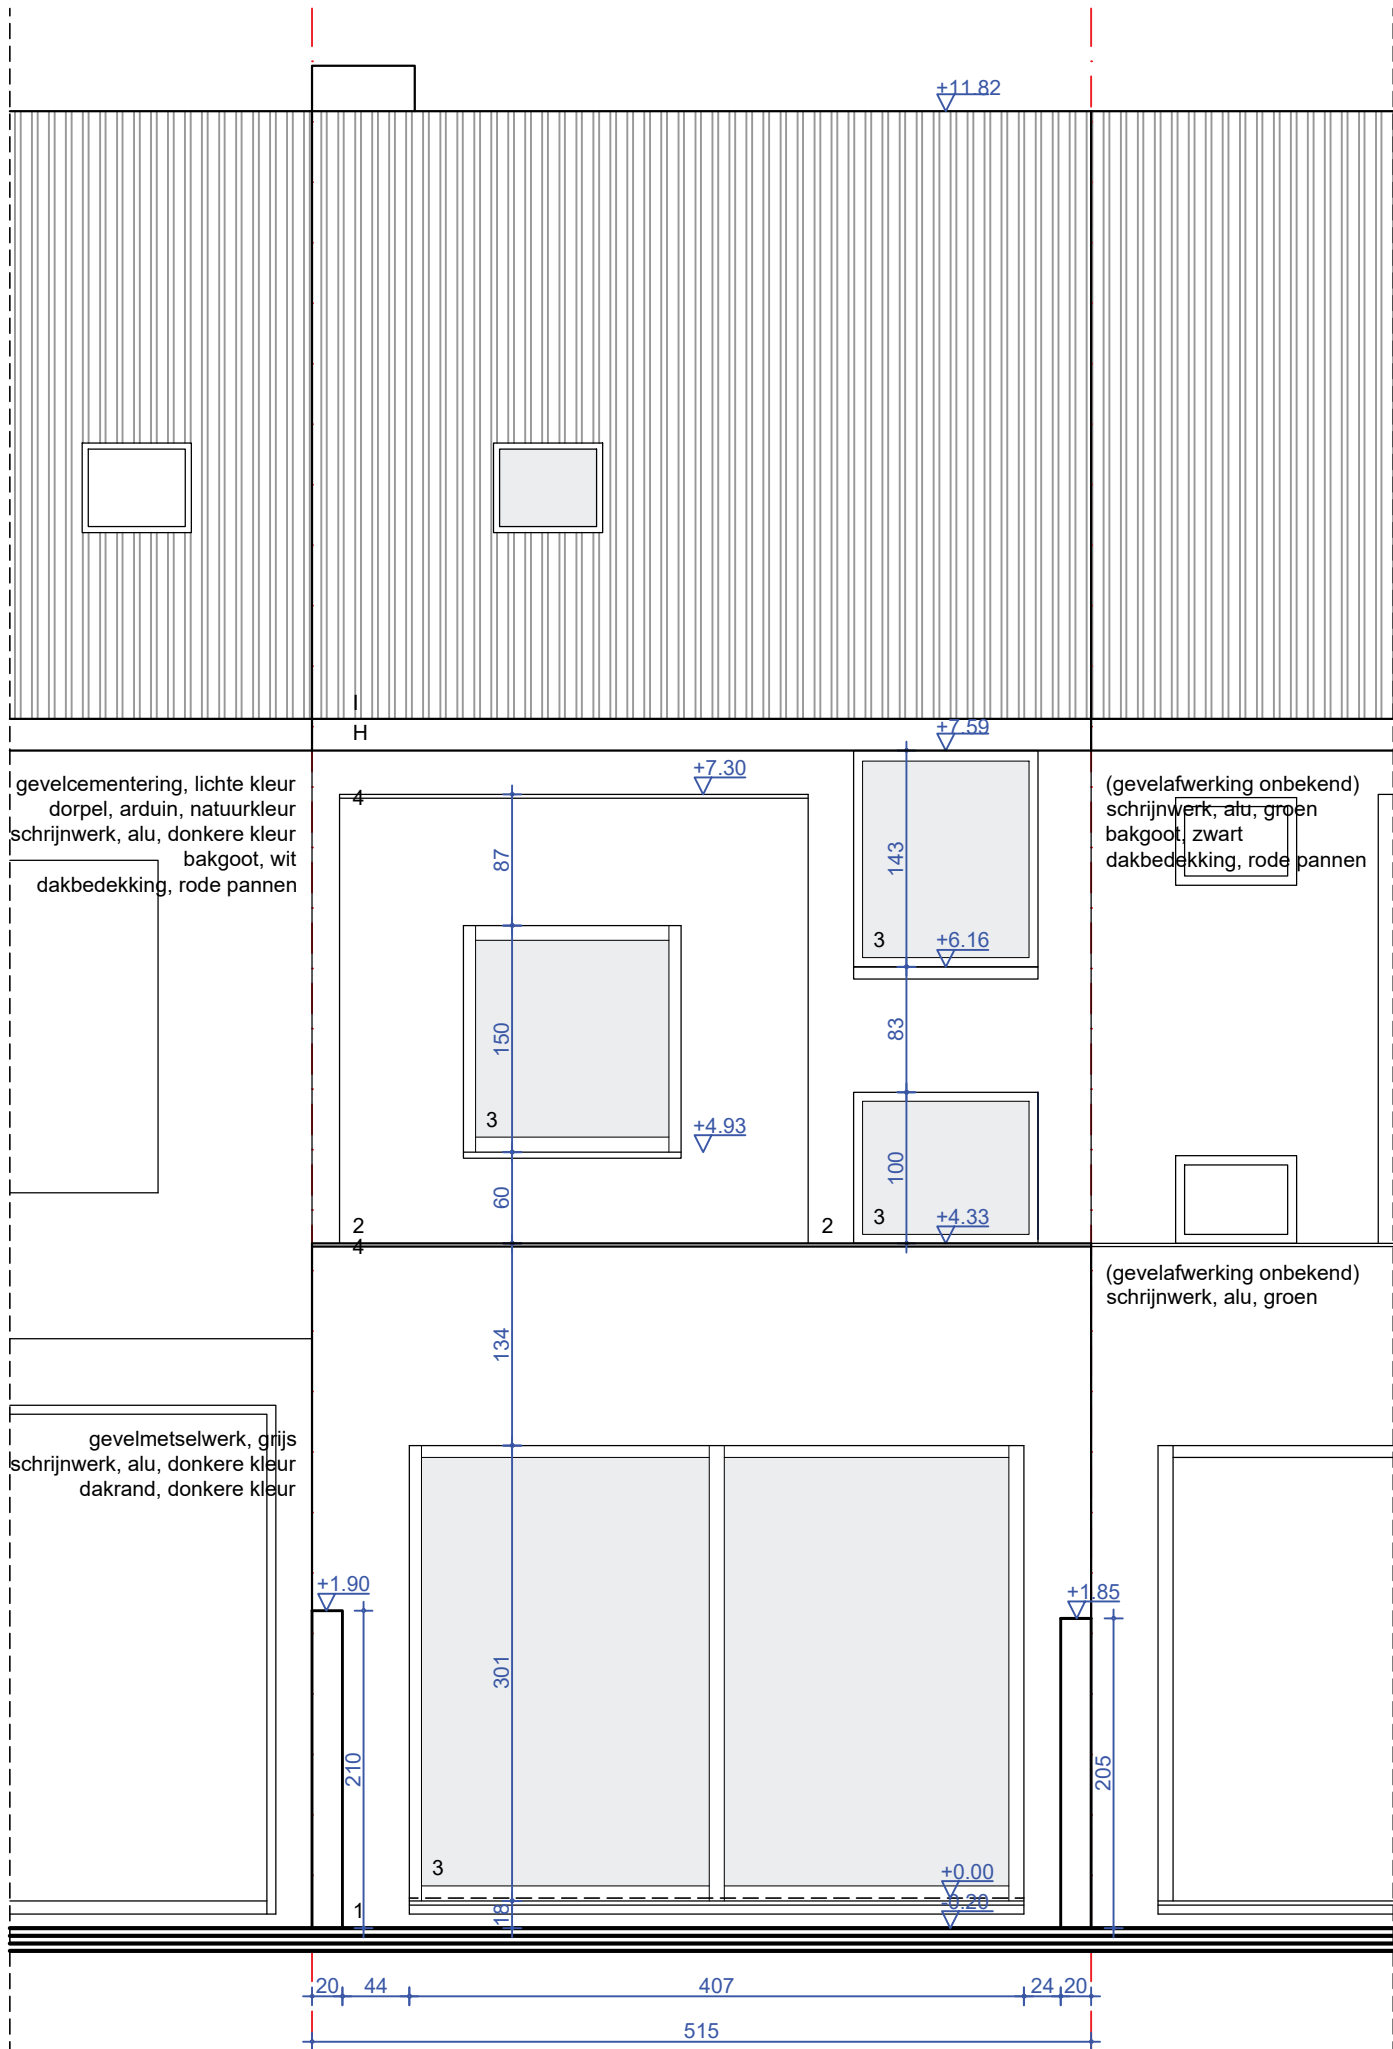 +11.82
I
H
+7.59
+7.30
4
gevelcementering, lichte kleur
dorpel, arduin, natuurkleur
schrijnwerk, alu, donkere kleur
bakgoot, wit
dakbedekking, rode pannen
(gevelafwerking onbekend)
schrijnwerk, alu, groen
bakgoot, zwart
dakbedekking, rode pannen
87
143
3
+6.16
150
83
3
+4.93
60
100
2
2
3
+4.33
4
(gevelafwerking onbekend)
schrijnwerk, alu, groen
134
gevelmetselwerk, grijs
schrijnwerk, alu, donkere kleur
dakrand, donkere kleur
+1.90
+1.85
301
210
205
3
+0.00
1
18
-0.20
20 44 407 24 20
515